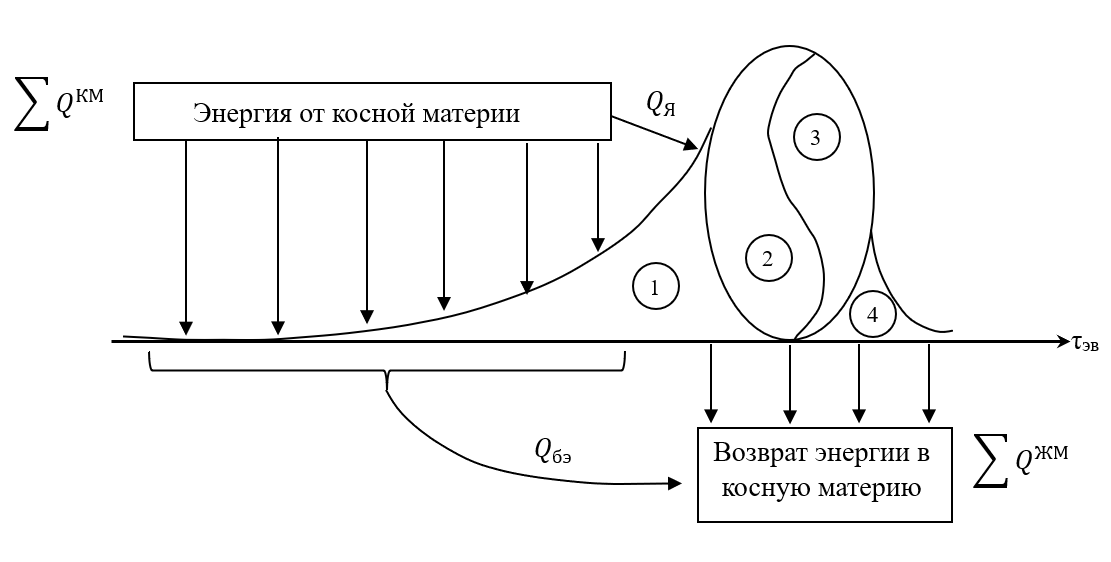 ∑ Q^КМ
Энергия от косной материи
Q_Я
3
2
1
4
τ_эв
Q_бэ
Возврат энергии в
косную материю
∑ Q^ЖМ